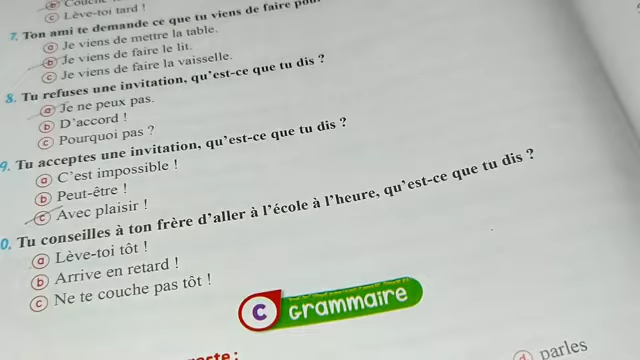 ⓒ Lève-toi tard !
7. Ton ami te demande ce que tu viens de faire
ⓐ Je viens de mettre la table.
ⓑ Je viens de faire le lit.
ⓒ Je viens de faire la vaisselle.
8. Tu refuses une invitation, qu'est-ce que tu dis ?
ⓐ Je ne peux pas.
ⓑ D'accord !
ⓒ Pourquoi pas ?
9. Tu acceptes une invitation, qu'est-ce que tu dis ?
ⓐ C'est impossible !
ⓑ Peut-être !
ⓒ Avec plaisir !
0. Tu conseilles à ton frère d'aller à l'école à l'heure, qu'est-ce que tu dis ?
ⓐ Lève-toi tôt !
ⓑ Arrive en retard !
ⓒ Ne te couche pas tôt !
C Grammaire
ⓓ parles